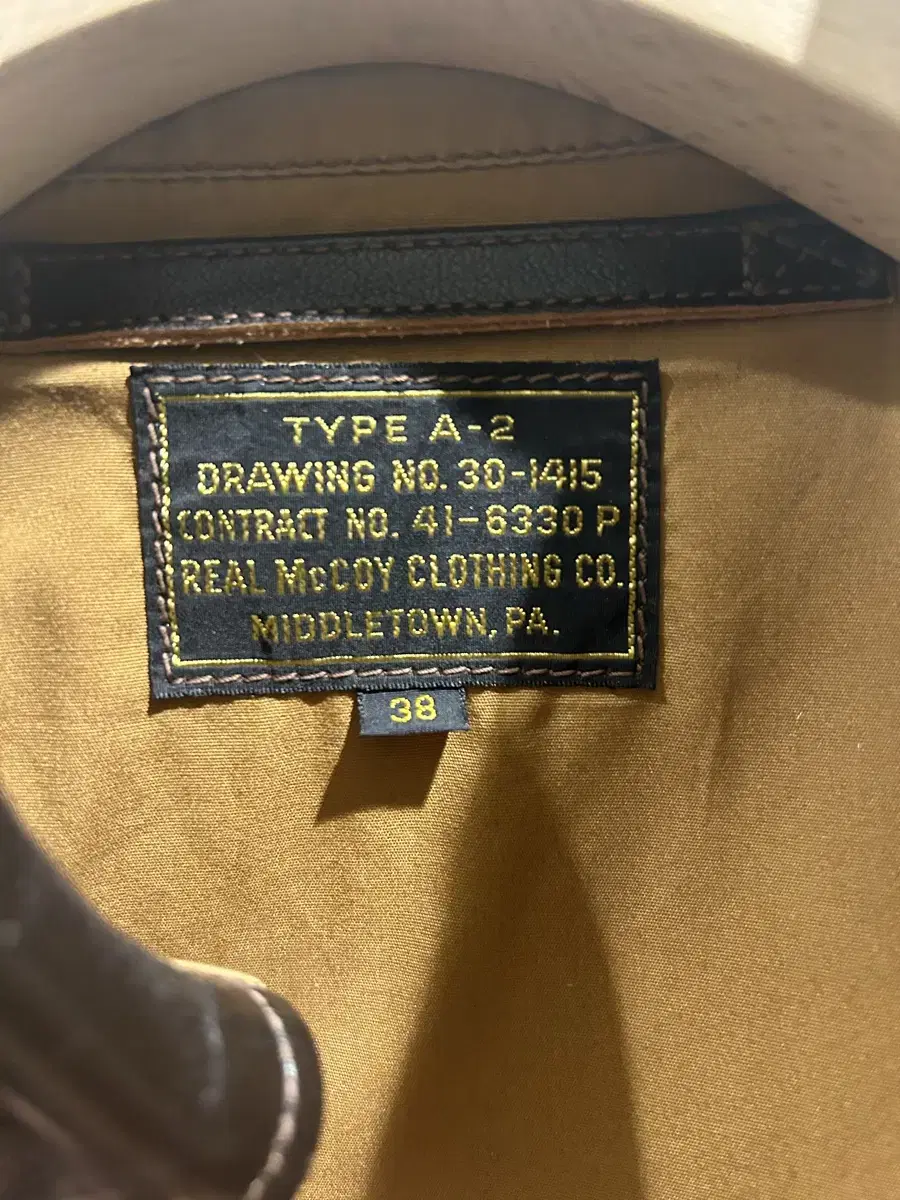 TYPE A-2
DRAWING NO. 30-1415
CONTRACT NO. 41-6330 P
REAL McCOY CLOTHING CO.
MIDDLETOWN, PA.
38